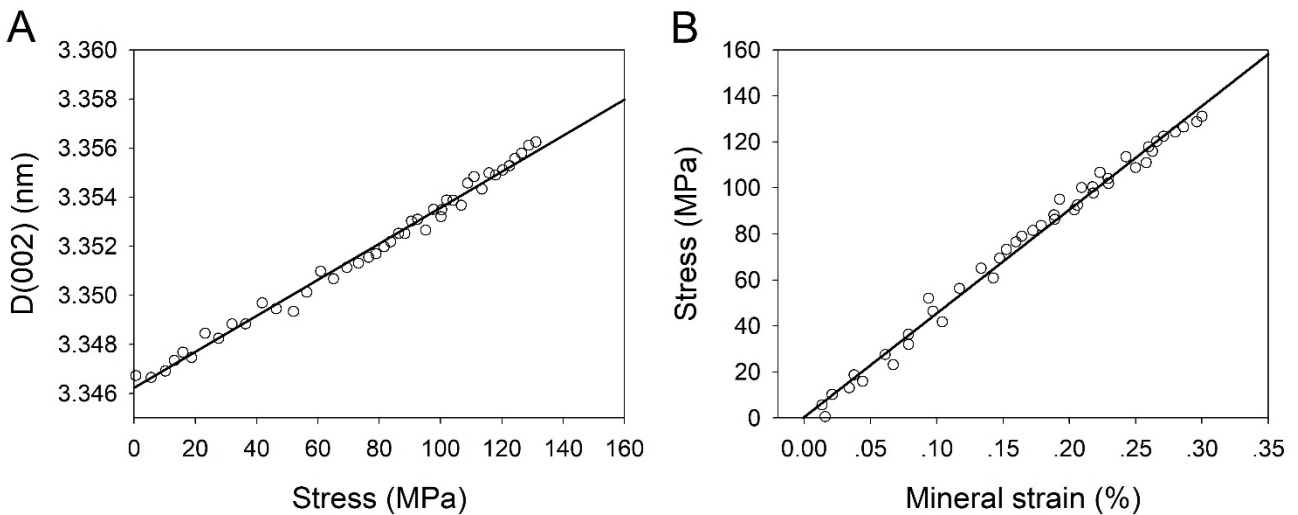 A
3.360
3.358
3.356
3.354
3.352
3.350
3.348
3.346
D(002) (nm)
0 20 40 60 80 100 120 140 160
Stress (MPa)
B
160
140
120
100
80
60
40
20
0
Stress (MPa)
0.00 .05 .10 .15 .20 .25 .30 .35
Mineral strain (%)